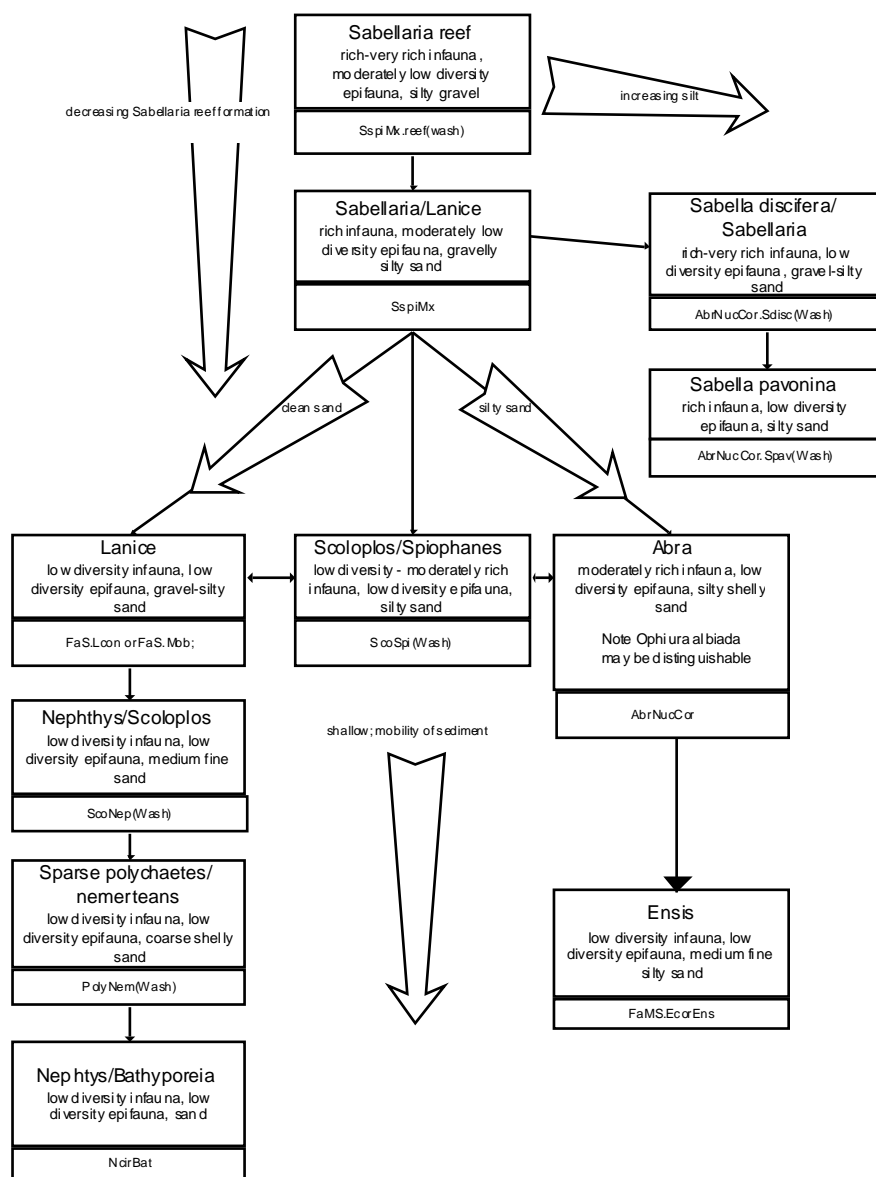 Sabellaria reef
rich-very rich infauna,
moderately low diversity
epifauna, silty gravel
SspiMx.reef(wash)
decreasing Sabellaria reef formation
increasing silt
Sabellaria/Lanice
rich infauna, moderately low
diversity epifauna, gravelly
silty sand
SspiMx
Sabella discifera/
Sabellaria
rich-very rich infauna, low
diversity epifauna, gravel-silty
sand
AbrNucCor.Sdisc(Wash)
Sabella pavonina
rich infauna, low diversity
epifauna, silty sand
AbrNucCor.Spav(Wash)
clean sand
silty sand
Lanice
low diversity infauna, low
diversity epifauna, gravel-silty
sand
FaS.Lcon or FaS.Mob;
Scoloplos/Spiophanes
low diversity - moderately rich
infauna, low diversity epifauna,
silty sand
ScoSpi(Wash)
Abra
moderately rich infauna, low
diversity epifauna, silty shelly
sand
Note Ophiura albiada
may be distinguishable
AbrNucCor
Nephthys/Scoloplos
low diversity infauna, low
diversity epifauna, medium fine
sand
ScoNep(Wash)
shallow; mobility of sediment
Sparse polychaetes/
nemerteans
low diversity infauna, low
diversity epifauna, coarse shelly
sand
PolyNem(Wash)
Ensis
low diversity infauna, low
diversity epifauna, medium fine
silty sand
FaMS.EcorEns
Nephtys/Bathyporeia
low diversity infauna, low
diversity epifauna, sand
NcirBat